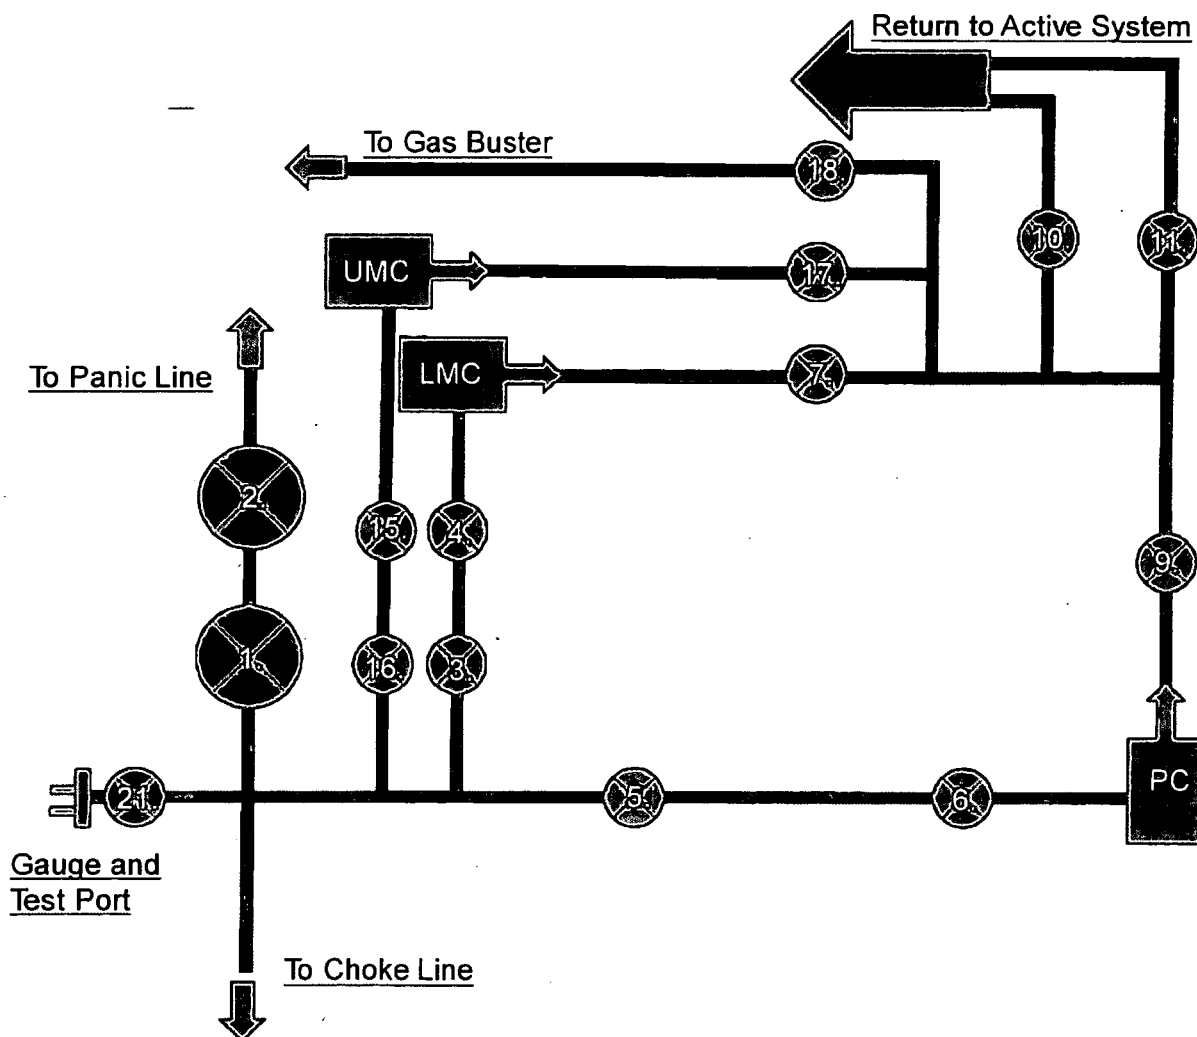 Return to Active System
To Gas Buster
18.
UMC
17.
10.
11.
To Panic Line
LMC
7.
2.
15.
4.
9.
1.
16.
3.
21.
5.
6.
PC
Gauge and
Test Port
To Choke Line